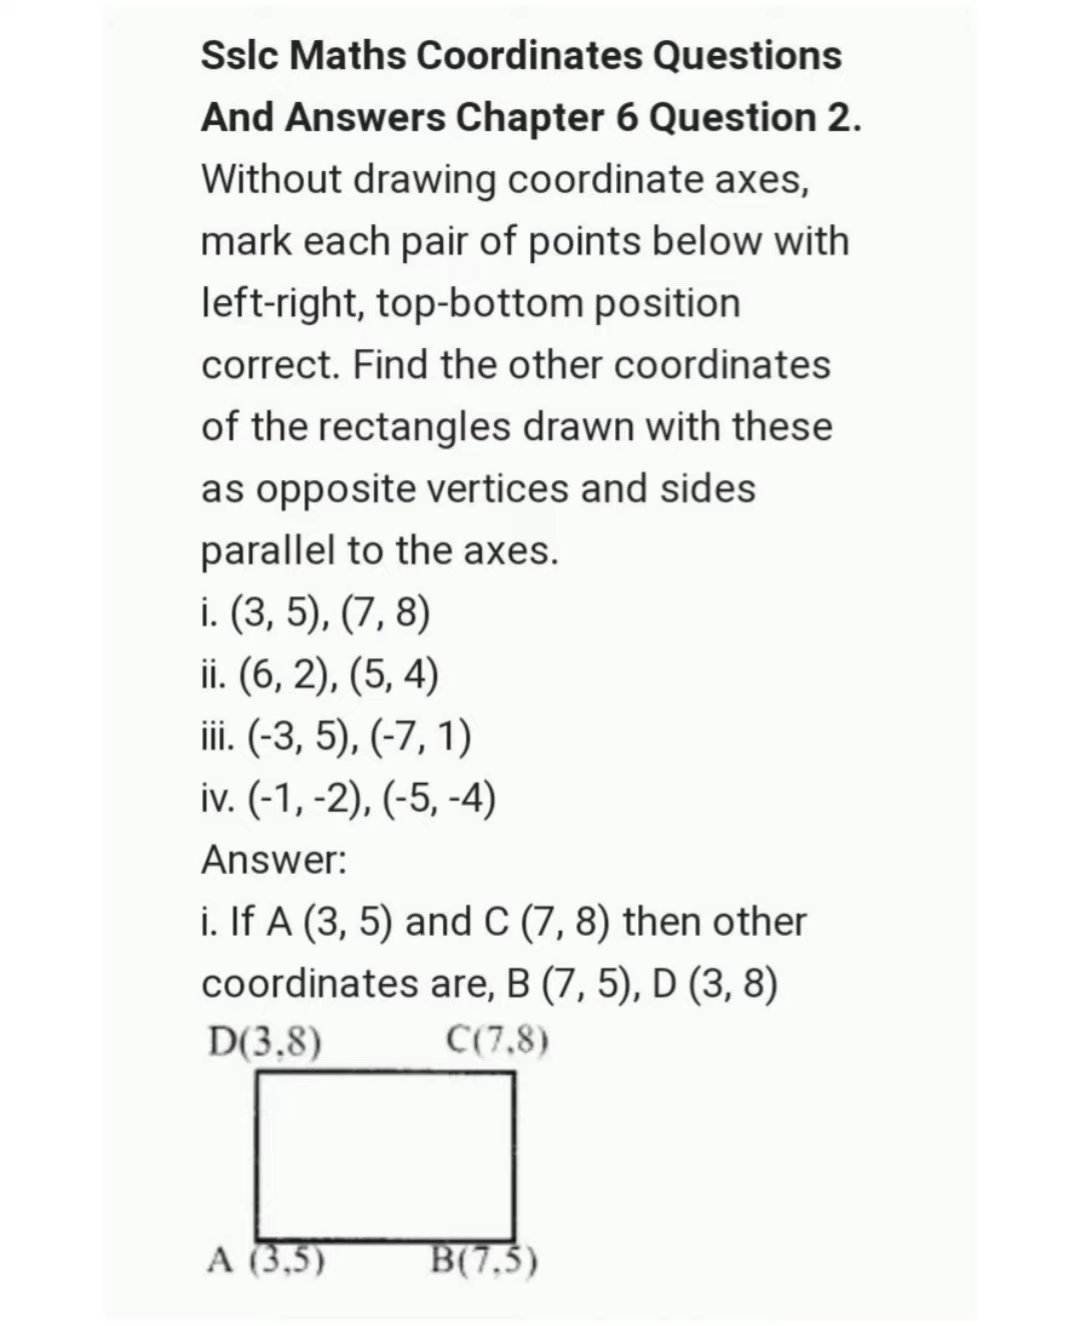 Sslc Maths Coordinates Questions
And Answers Chapter 6 Question 2.
Without drawing coordinate axes,
mark each pair of points below with
left-right, top-bottom position
correct. Find the other coordinates
of the rectangles drawn with these
as opposite vertices and sides
parallel to the axes.
i. (3, 5), (7, 8)
ii. (6, 2), (5, 4)
iii. (-3, 5), (-7, 1)
iv. (-1, -2), (-5, -4)
Answer:
i. If A (3, 5) and C (7, 8) then other
coordinates are, B (7, 5), D (3, 8)
D(3,8) C(7,8)
A (3,5) B(7,5)